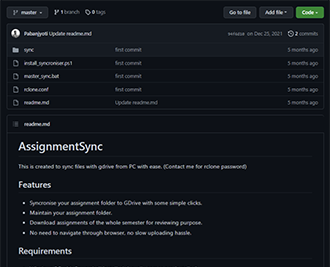 master 1 branch 0 tags Go to file Add file Code
Pabanjyoti Update readme.md on Dec 25, 2021 2 commits
sync first commit 5 months ago
install_syncroniser.ps1 first commit 5 months ago
master_sync.bat first commit 5 months ago
rclone.conf first commit 5 months ago
readme.md Update readme.md 5 months ago
readme.md
AssignmentSync
This is created to sync files with gdrive from PC with ease. (Contact me for rclone password)
Features
Syncronise your assignment folder to GDrive with some simple clicks.
Maintain your assignment folder.
Download assignments of the whole semester for reviewing purpose.
No need to navigate through browser, no slow uploading hassle.
Requirements